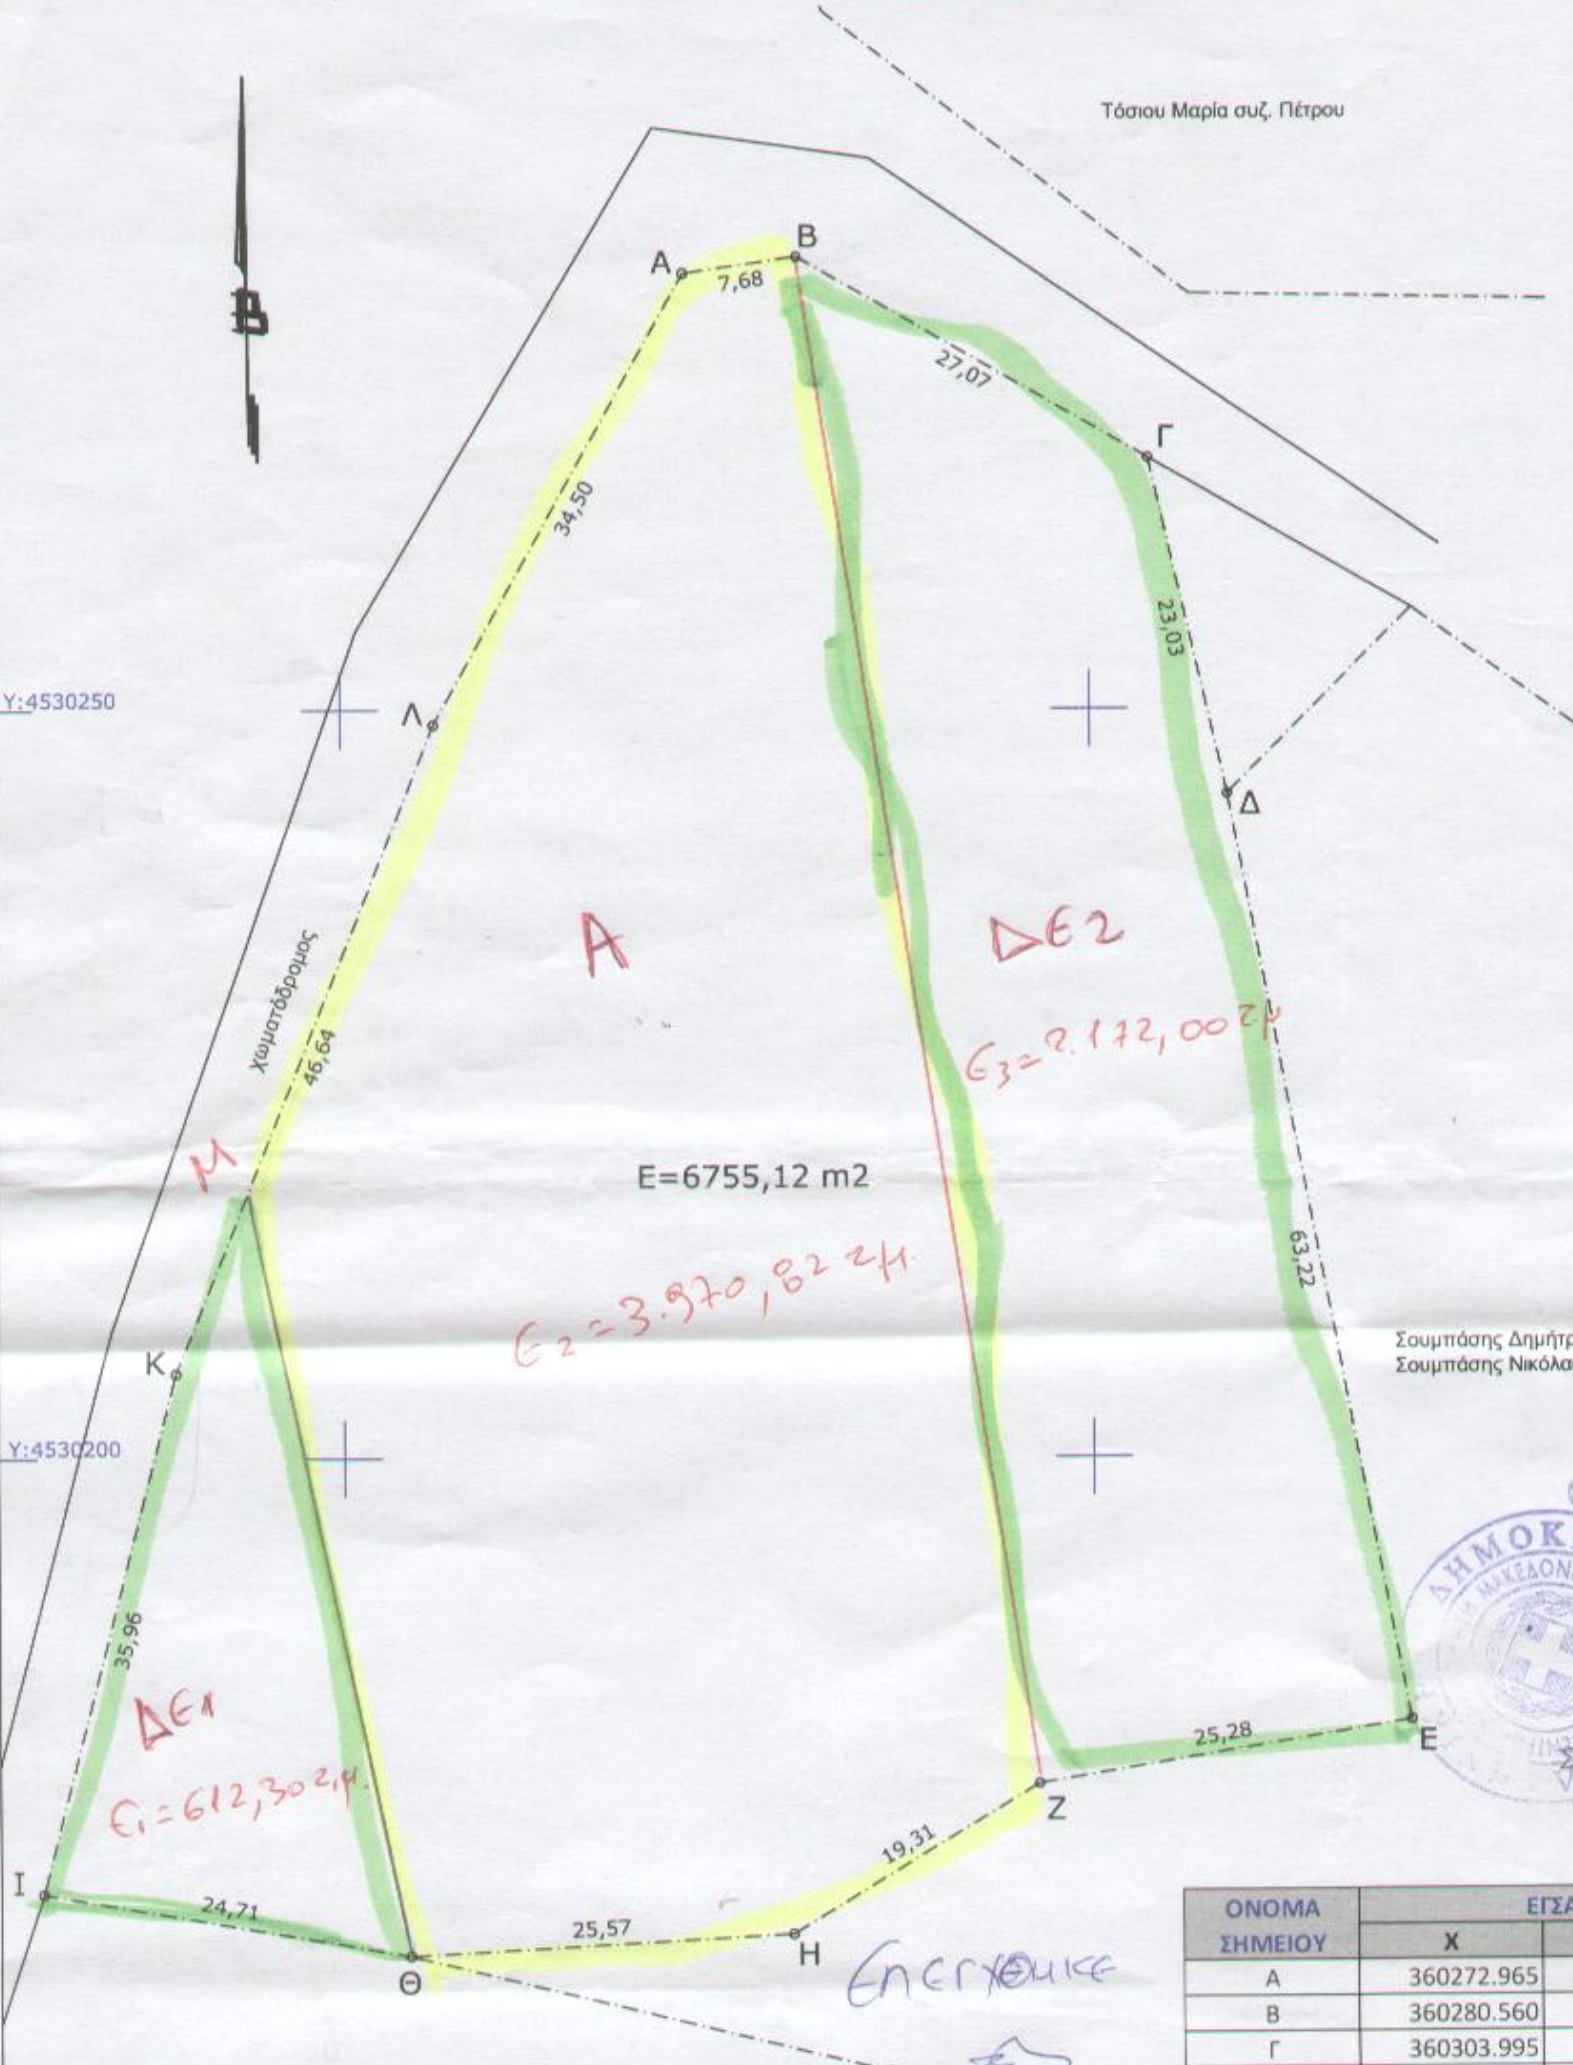 Τόσιου Μαρία συζ. Πέτρου
Β
Α
Β
7,68
27,07
Γ
34,50
23,03
Υ:4530250
Λ
Δ
Α
ΔΕ2
χωματόδρομος
46,64
Ε3=2.172,00 τμ
Μ
Ε=6755,12 m2
63,22
Ε2=3.970,82 τμ.
Σουμπάσης Δημήτρ
Σουμπάσης Νικόλα
Κ
Υ:4530200
ΔΗΜΟΚ
ΜΑΚΕΔΟΝ
35,96
ΔΕ1
Ε1=612,30 τ.μ.
25,28
Ε
Ζ
19,31
Ι
24,71
25,57
Η
Θ
ΟΝΟΜΑ ΣΗΜΕΙΟΥ
ΕΓΣΑ
Χ
Α 360272.965
Β 360280.560
Γ 360303.995